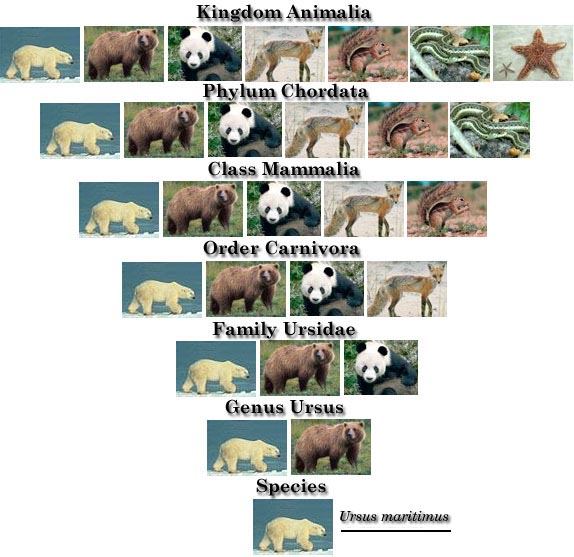 Kingdom Animalia
Phylum Chordata
Class Mammalia
Order Carnivora
Family Ursidae
Genus Ursus
Species
Ursus maritimus